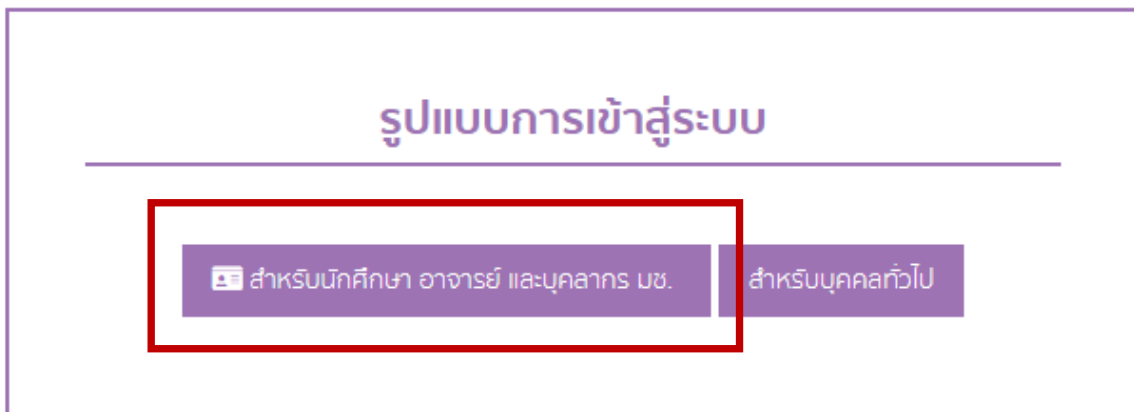 รูปแบบการเข้าสู่ระบบ
สำหรับนักศึกษา อาจารย์ และบุคลากร มช. สำหรับบุคคลทั่วไป